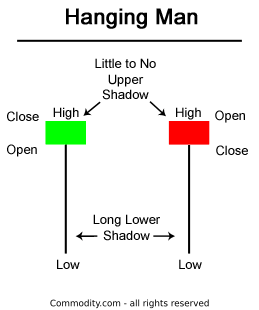 Hanging Man
Little to No
Upper
Shadow
Close
High
High
Open
Open
Close
Long Lower
Shadow
Low
Low
Commodity.com - all rights reserved